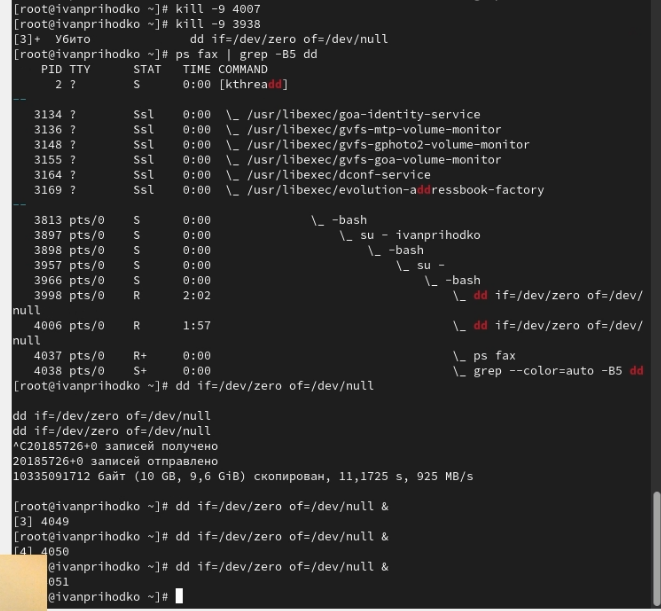 [root@ivanprihodko ~]# kill -9 4007
[root@ivanprihodko ~]# kill -9 3938
[3]+  Убито              dd if=/dev/zero of=/dev/null
[root@ivanprihodko ~]# ps fax | grep -B5 dd
    PID TTY      STAT   TIME COMMAND
      2 ?        S      0:00 [kthreadd]
--
   3134 ?        Ssl    0:00  \_ /usr/libexec/goa-identity-service
   3136 ?        Ssl    0:00  \_ /usr/libexec/gvfs-mtp-volume-monitor
   3148 ?        Ssl    0:00  \_ /usr/libexec/gvfs-gphoto2-volume-monitor
   3155 ?        Ssl    0:00  \_ /usr/libexec/gvfs-goa-volume-monitor
   3164 ?        Ssl    0:00  \_ /usr/libexec/dconf-service
   3169 ?        Ssl    0:00  \_ /usr/libexec/evolution-addressbook-factory
--
   3813 pts/0    S      0:00              \_ -bash
   3897 pts/0    S      0:00                  \_ su - ivanprihodko
   3898 pts/0    S      0:00                      \_ -bash
   3957 pts/0    S      0:00                          \_ su -
   3966 pts/0    S      0:00                              \_ -bash
   3998 pts/0    R      2:02                                  \_ dd if=/dev/zero of=/dev/
null
   4006 pts/0    R      1:57                                  \_ dd if=/dev/zero of=/dev/
null
   4037 pts/0    R+     0:00                                  \_ ps fax
   4038 pts/0    S+     0:00                                  \_ grep --color=auto -B5 dd
[root@ivanprihodko ~]# dd if=/dev/zero of=/dev/null
dd if=/dev/zero of=/dev/null
dd if=/dev/zero of=/dev/null
^C20185726+0 записей получено
20185726+0 записей отправлено
10335091712 байт (10 GB, 9,6 GiB) скопирован, 11,1725 s, 925 MB/s
[root@ivanprihodko ~]# dd if=/dev/zero of=/dev/null &
[3] 4049
[root@ivanprihodko ~]# dd if=/dev/zero of=/dev/null &
[4] 4050
@ivanprihodko ~]# dd if=/dev/zero of=/dev/null &
051
@ivanprihodko ~]#